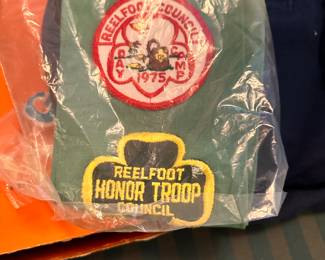 REELFOOT COUNCIL
DAY CAMP
1975
REELFOOT
HONOR TROOP
COUNCIL